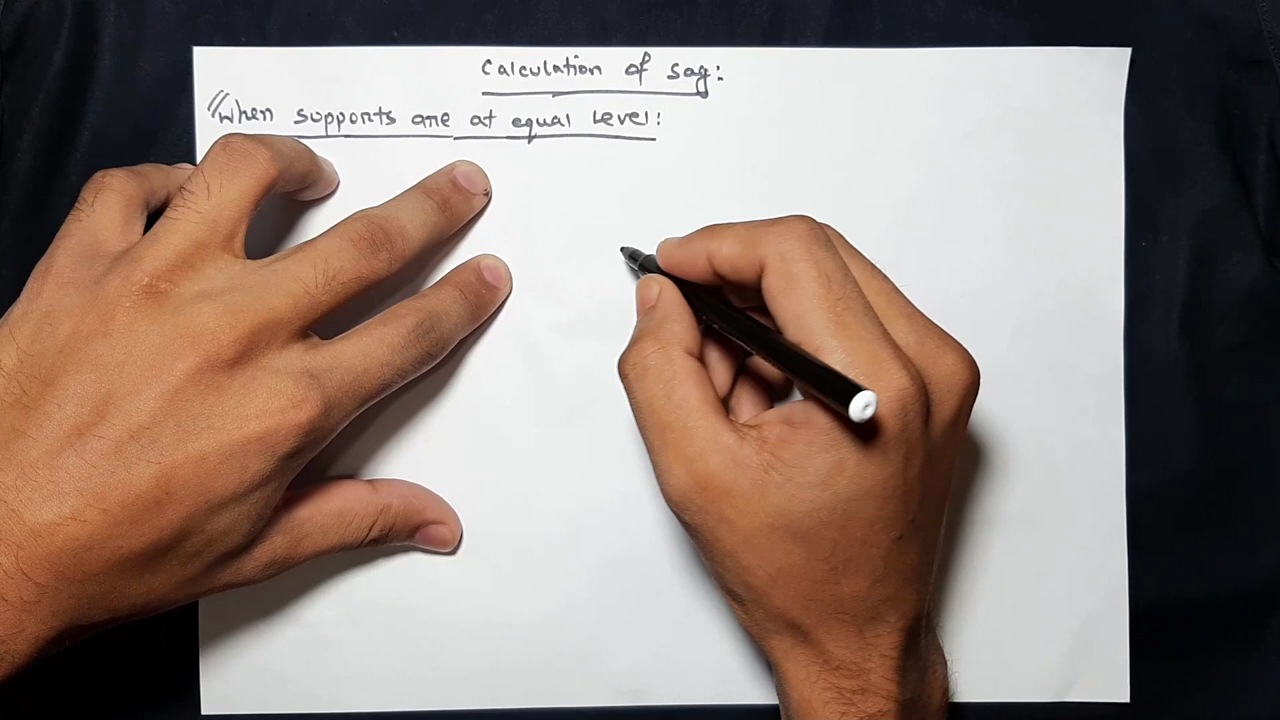 Calculation of sag:
When supports are at equal level: